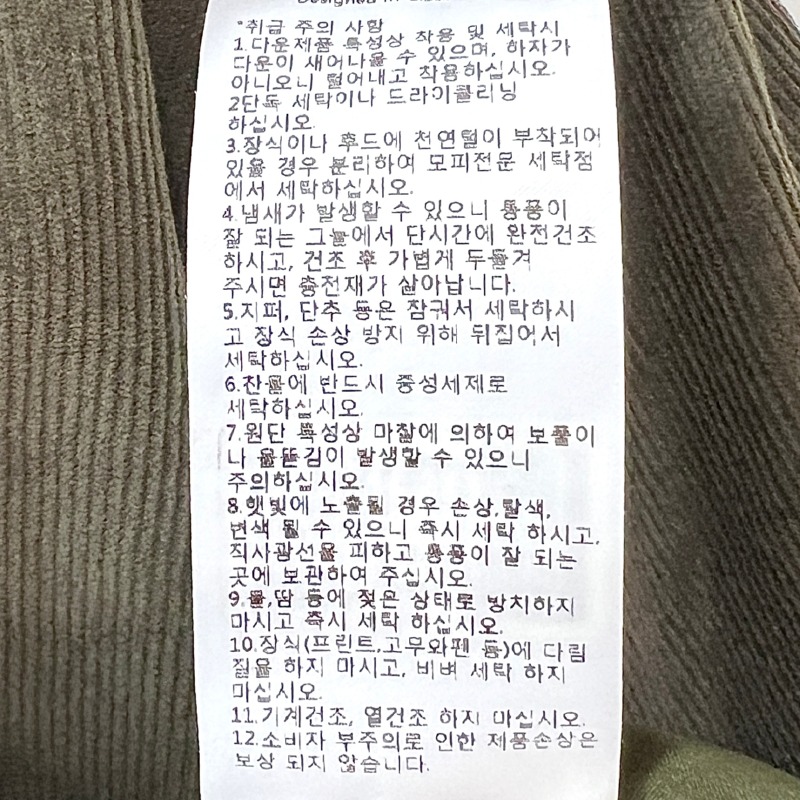 *취급 주의 사항
1.다운제품 특성상 착용 및 세탁시
다운이 새어나올 수 있으며, 하자가
아니오니 털어내고 착용하십시오.
2단독 세탁이나 드라이클리닝
하십시오.
3.장식이나 후드에 천연털이 부착되어
있을 경우 분리하여 모피전문 세탁점
에서 세탁하십시오.
4.냄새가 발생할 수 있으니 통풍이
잘 되는 그늘에서 단시간에 완전건조
하시고, 건조 후 가볍게 두들겨
주시면 충전재가 살아납니다.
5.지퍼, 단추 등은 잠궈서 세탁하시
고 장식 손상 방지 위해 뒤집어서
세탁하십시오.
6.찬물에 반드시 중성세제로
세탁하십시오.
7.원단 특성상 마찰에 의하여 보풀이
나 올뜯김이 발생할 수 있으니
주의하십시오.
8.햇빛에 노출될 경우 손상,탈색,
변색 될 수 있으니 즉시 세탁 하시고,
직사광선을 피하고 통풍이 잘 되는
곳에 보관하여 주십시오.
9.물,땀 등에 젖은 상태로 방치하지
마시고 즉시 세탁 하십시오.
10.장식(프린트,고무와펜 등)에 다림
질을 하지 마시고, 비벼 세탁 하지
마십시오.
11.기계건조, 열건조 하지 마십시오.
12.소비자 부주의로 인한 제품손상은
보상 되지 않습니다.